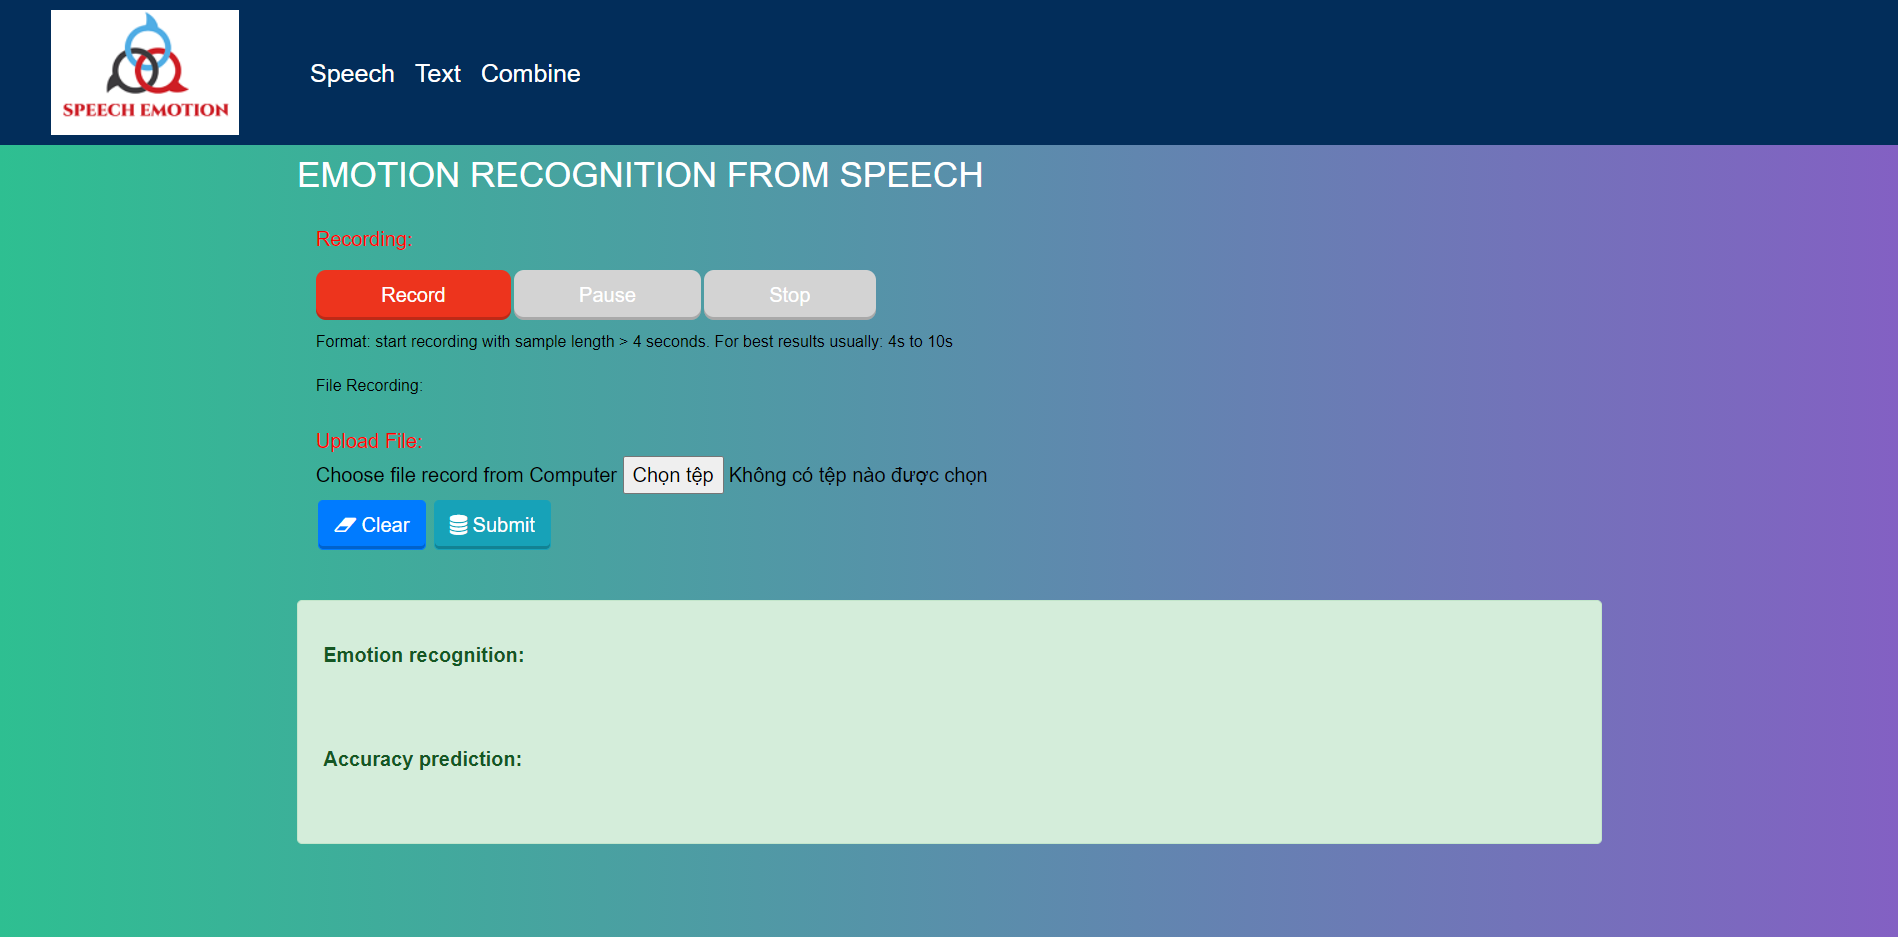 SPEECH EMOTION
Speech Text Combine
EMOTION RECOGNITION FROM SPEECH
Recording:
Record Pause Stop
Format: start recording with sample length > 4 seconds. For best results usually: 4s to 10s
File Recording:
Upload File:
Choose file record from Computer Chọn tệp Không có tệp nào được chọn
Clear Submit
Emotion recognition:
Accuracy prediction: